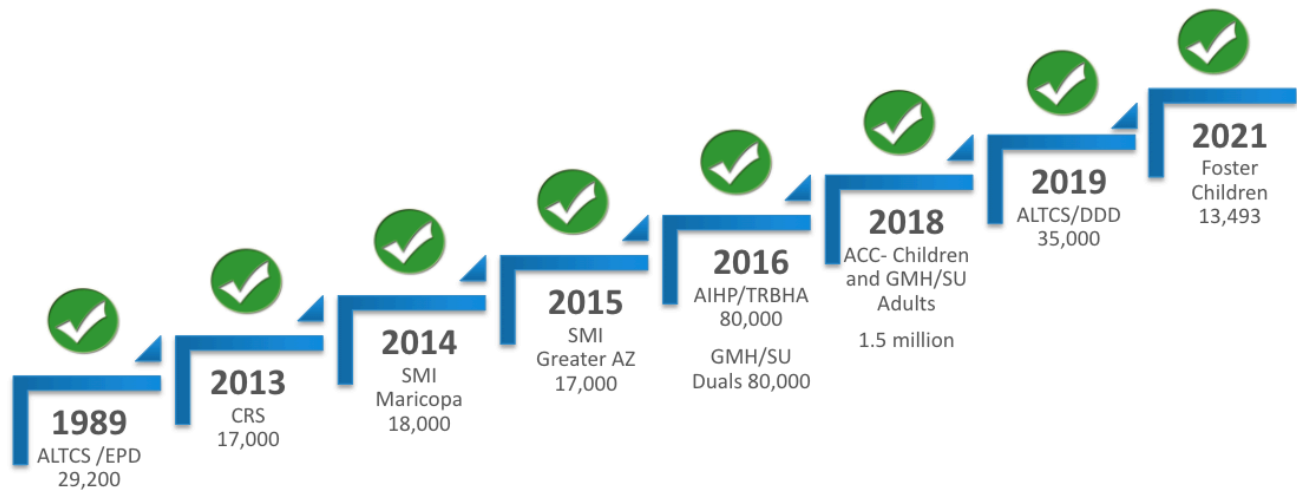 1989
ALTCS /EPD
29,200
2013
CRS
17,000
2014
SMI
Maricopa
18,000
2015
SMI
Greater AZ
17,000
2016
AIHP/TRBHA
80,000
GMH/SU
Duals 80,000
2018
ACC- Children
and GMH/SU
Adults
1.5 million
2019
ALTCS/DDD
35,000
2021
Foster
Children
13,493